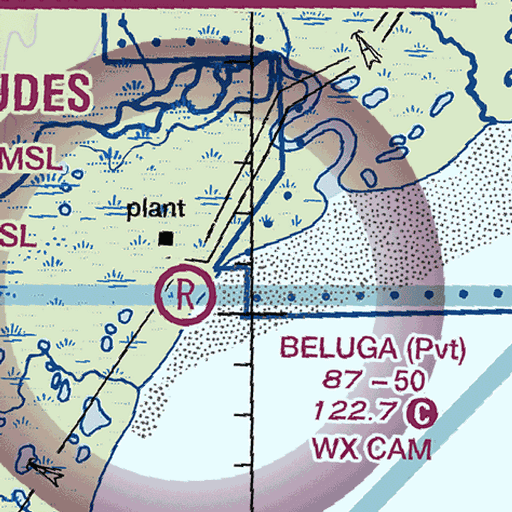 UDES
MSL
plant
SL
R
BELUGA (Pvt)
87 – 50
122.7 C
WX CAM